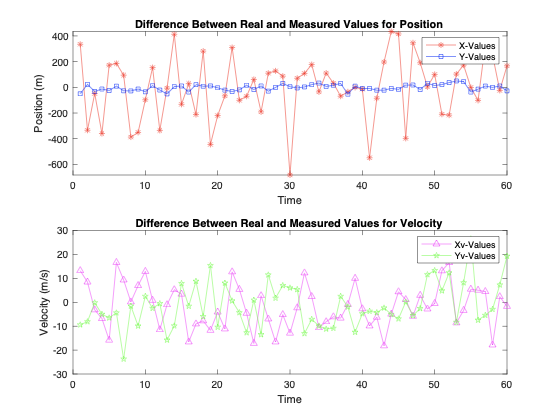 Difference Between Real and Measured Values for Position
400
200
0
-200
-400
-600
Position (m)
X-Values
Y-Values
0 10 20 30 40 50 60
Time
Difference Between Real and Measured Values for Velocity
30
20
10
0
-10
-20
-30
Velocity (m/s)
Xv-Values
Yv-Values
0 10 20 30 40 50 60
Time